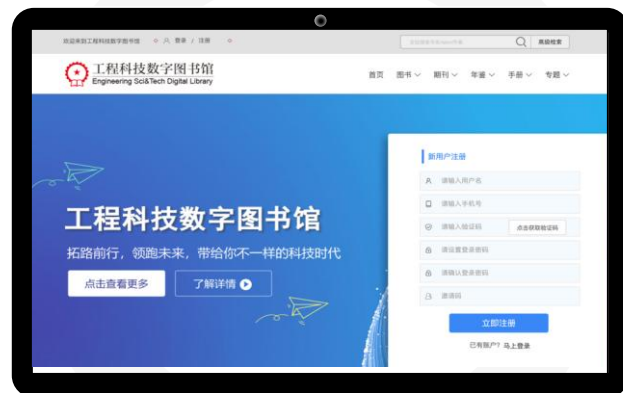 欢迎来到工程科技数字图书馆 登录 / 注册
高级检索
工程科技数字图书馆
Engineering Sci&Tech Digital Library
首页 图书 期刊 年鉴 手册 专题
工程科技数字图书馆
拓路前行，领跑未来，带给你不一样的科技时代
点击查看更多 了解详情
新用户注册
请输入用户名
请输入手机号
请输入验证码 点击获取验证码
请设置登录密码
请确认登录密码
邀请码
立即注册
已有账户? 马上登录